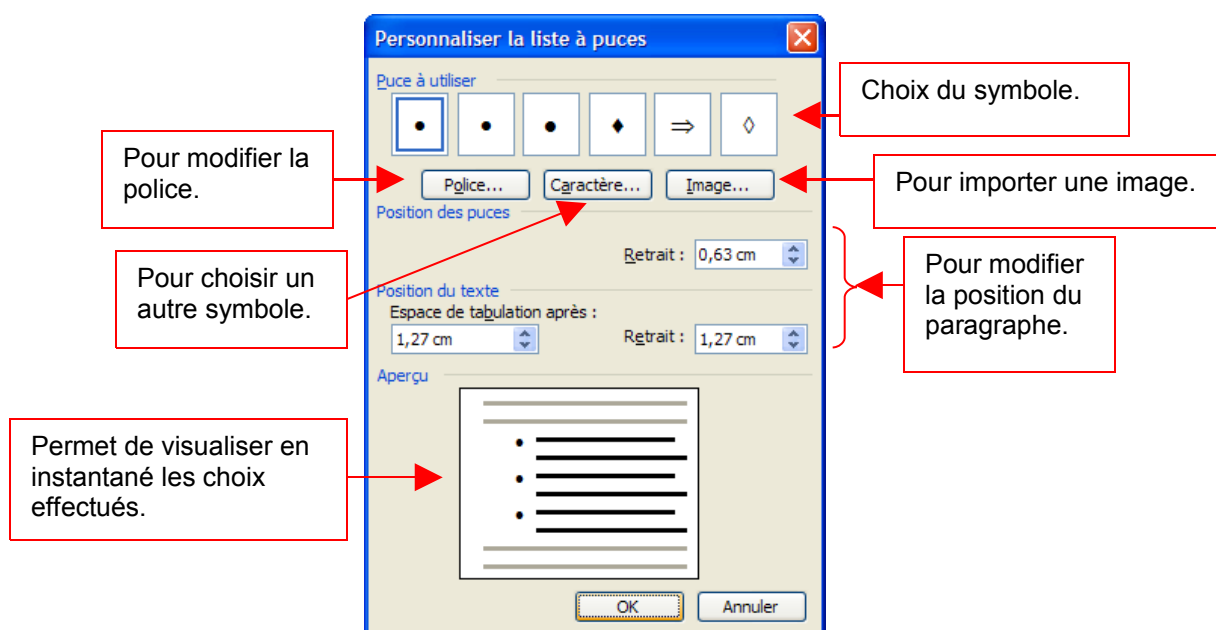 Personnaliser la liste à puces
Puce à utiliser
Choix du symbole.
Pour modifier la
police.
Police...
Caractère...
Image...
Pour importer une image.
Position des puces
Retrait :
0,63 cm
Pour choisir un
autre symbole.
Pour modifier
la position du
paragraphe.
Position du texte
Espace de tabulation après :
1,27 cm
Retrait :
1,27 cm
Aperçu
Permet de visualiser en
instantané les choix
effectués.
OK
Annuler